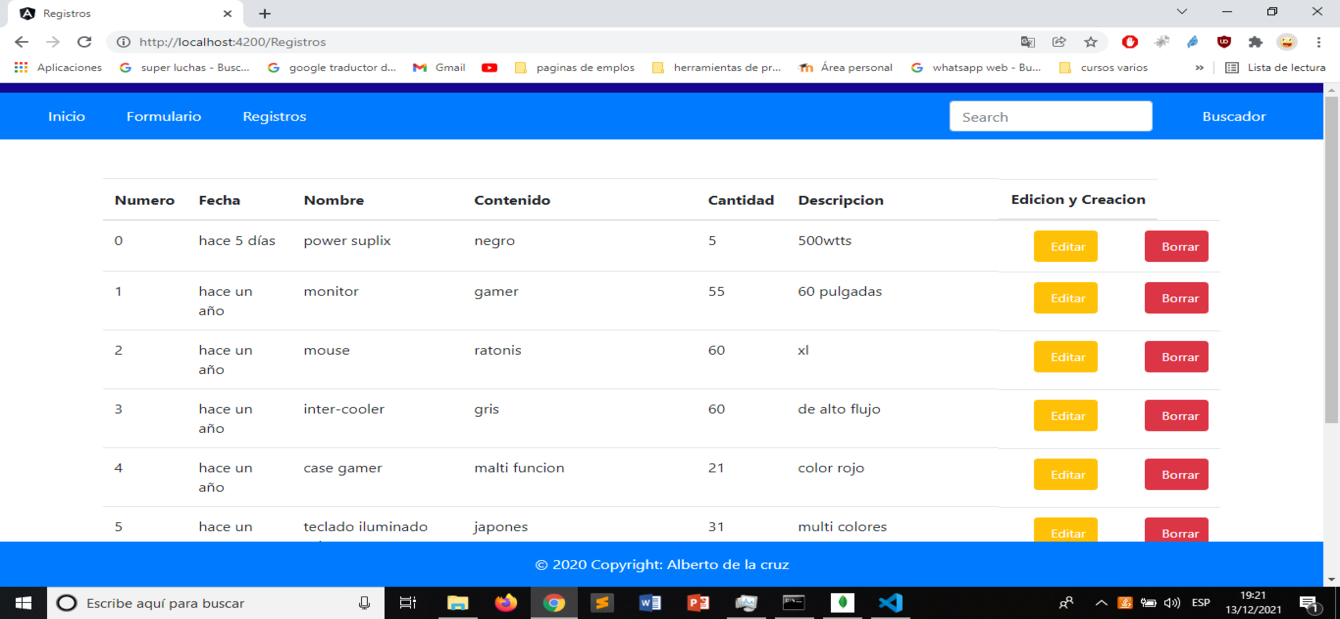 Registros
http://localhost:4200/Registros
Aplicaciones super luchas - Busc... google traductor d... Gmail paginas de emplos herramientas de pr... Área personal whatsapp web - Bu... cursos varios » Lista de lectura
Inicio Formulario Registros Search Buscador
Numero Fecha Nombre Contenido Cantidad Descripcion Edicion y Creacion
0 hace 5 días power suplix negro 5 500wtts Editar Borrar
1 hace un año monitor gamer 55 60 pulgadas Editar Borrar
2 hace un año mouse ratonis 60 xl Editar Borrar
3 hace un año inter-cooler gris 60 de alto flujo Editar Borrar
4 hace un año case gamer malti funcion 21 color rojo Editar Borrar
5 hace un teclado iluminado japones 31 multi colores Editar Borrar
© 2020 Copyright: Alberto de la cruz
Escribe aquí para buscar ESP 19:21
13/12/2021 1